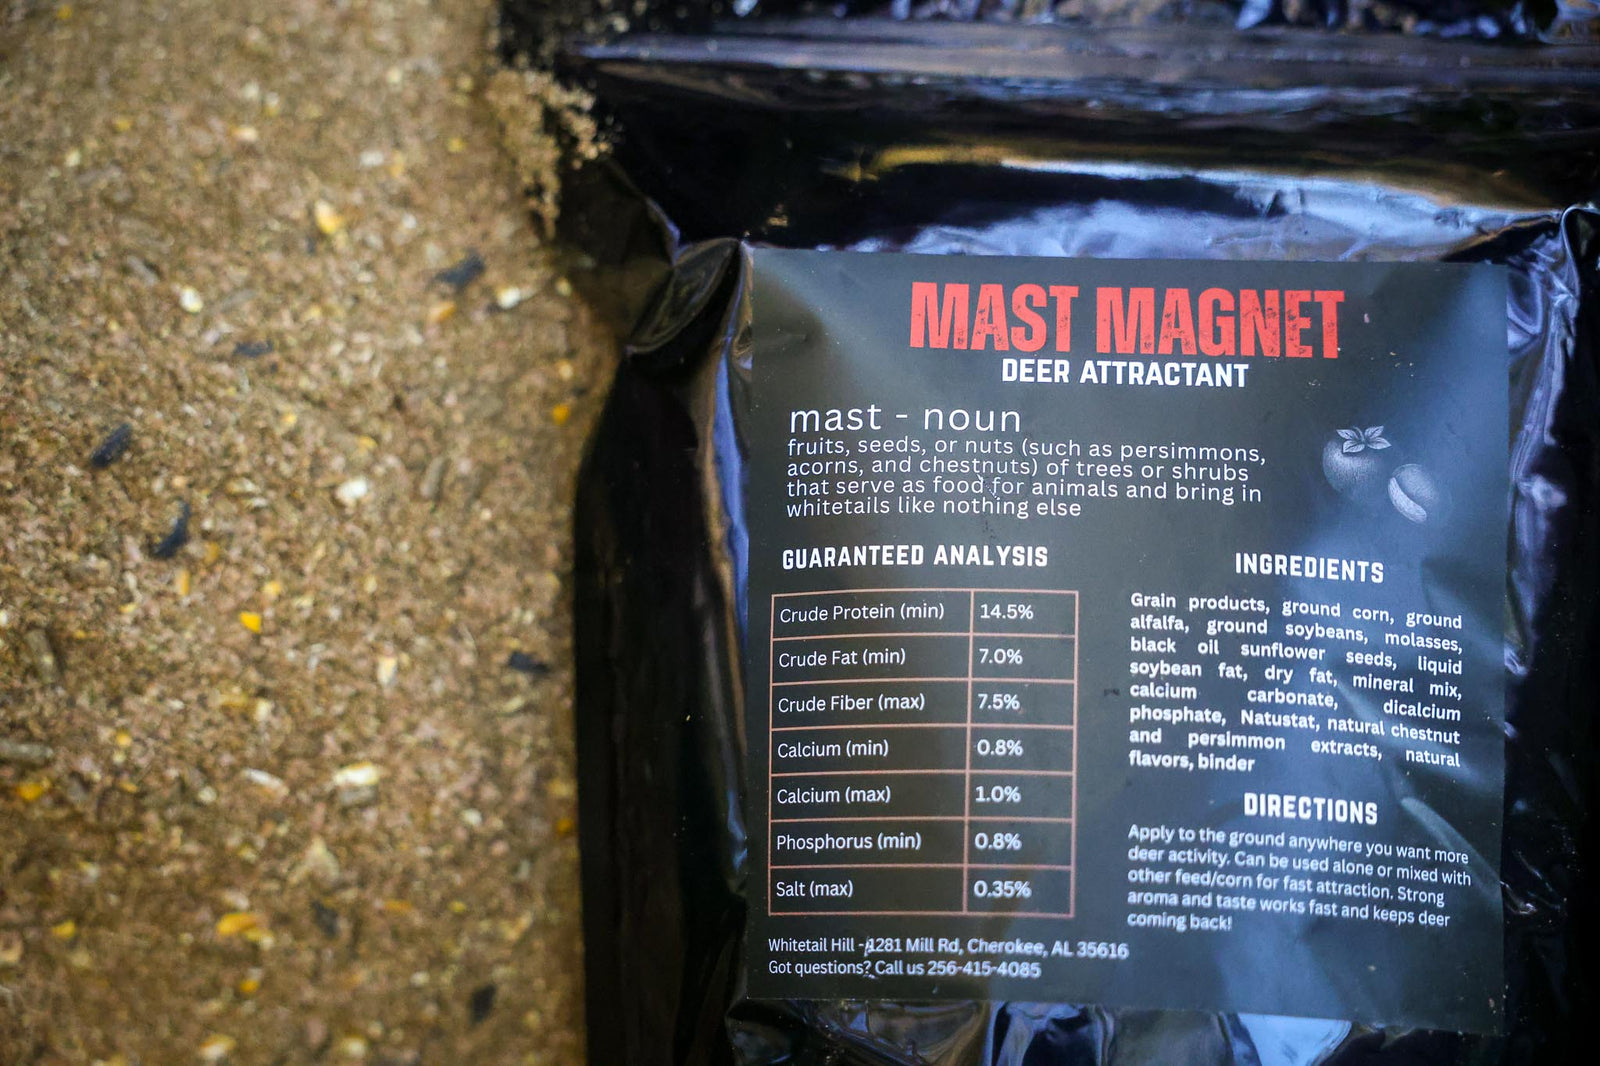 MAST MAGNET
DEER ATTRACTANT
mast - noun
fruits, seeds, or nuts (such as persimmons,
acorns, and chestnuts) of trees or shrubs
that serve as food for animals and bring in
whitetails like nothing else
GUARANTEED ANALYSIS
Crude Protein (min) 14.5%
Crude Fat (min) 7.0%
Crude Fiber (max) 7.5%
Calcium (min) 0.8%
Calcium (max) 1.0%
Phosphorus (min) 0.8%
Salt (max) 0.35%
INGREDIENTS
Grain products, ground corn, ground
alfalfa, ground soybeans, molasses,
black oil sunflower seeds, liquid
soybean fat, dry fat, mineral mix,
calcium carbonate, dicalcium
phosphate, Natustat, natural chestnut
and persimmon extracts, natural
flavors, binder
DIRECTIONS
Apply to the ground anywhere you want more
deer activity. Can be used alone or mixed with
other feed/corn for fast attraction. Strong
aroma and taste works fast and keeps deer
coming back!
Whitetail Hill - 1281 Mill Rd, Cherokee, AL 35616
Got questions? Call us 256-415-4085